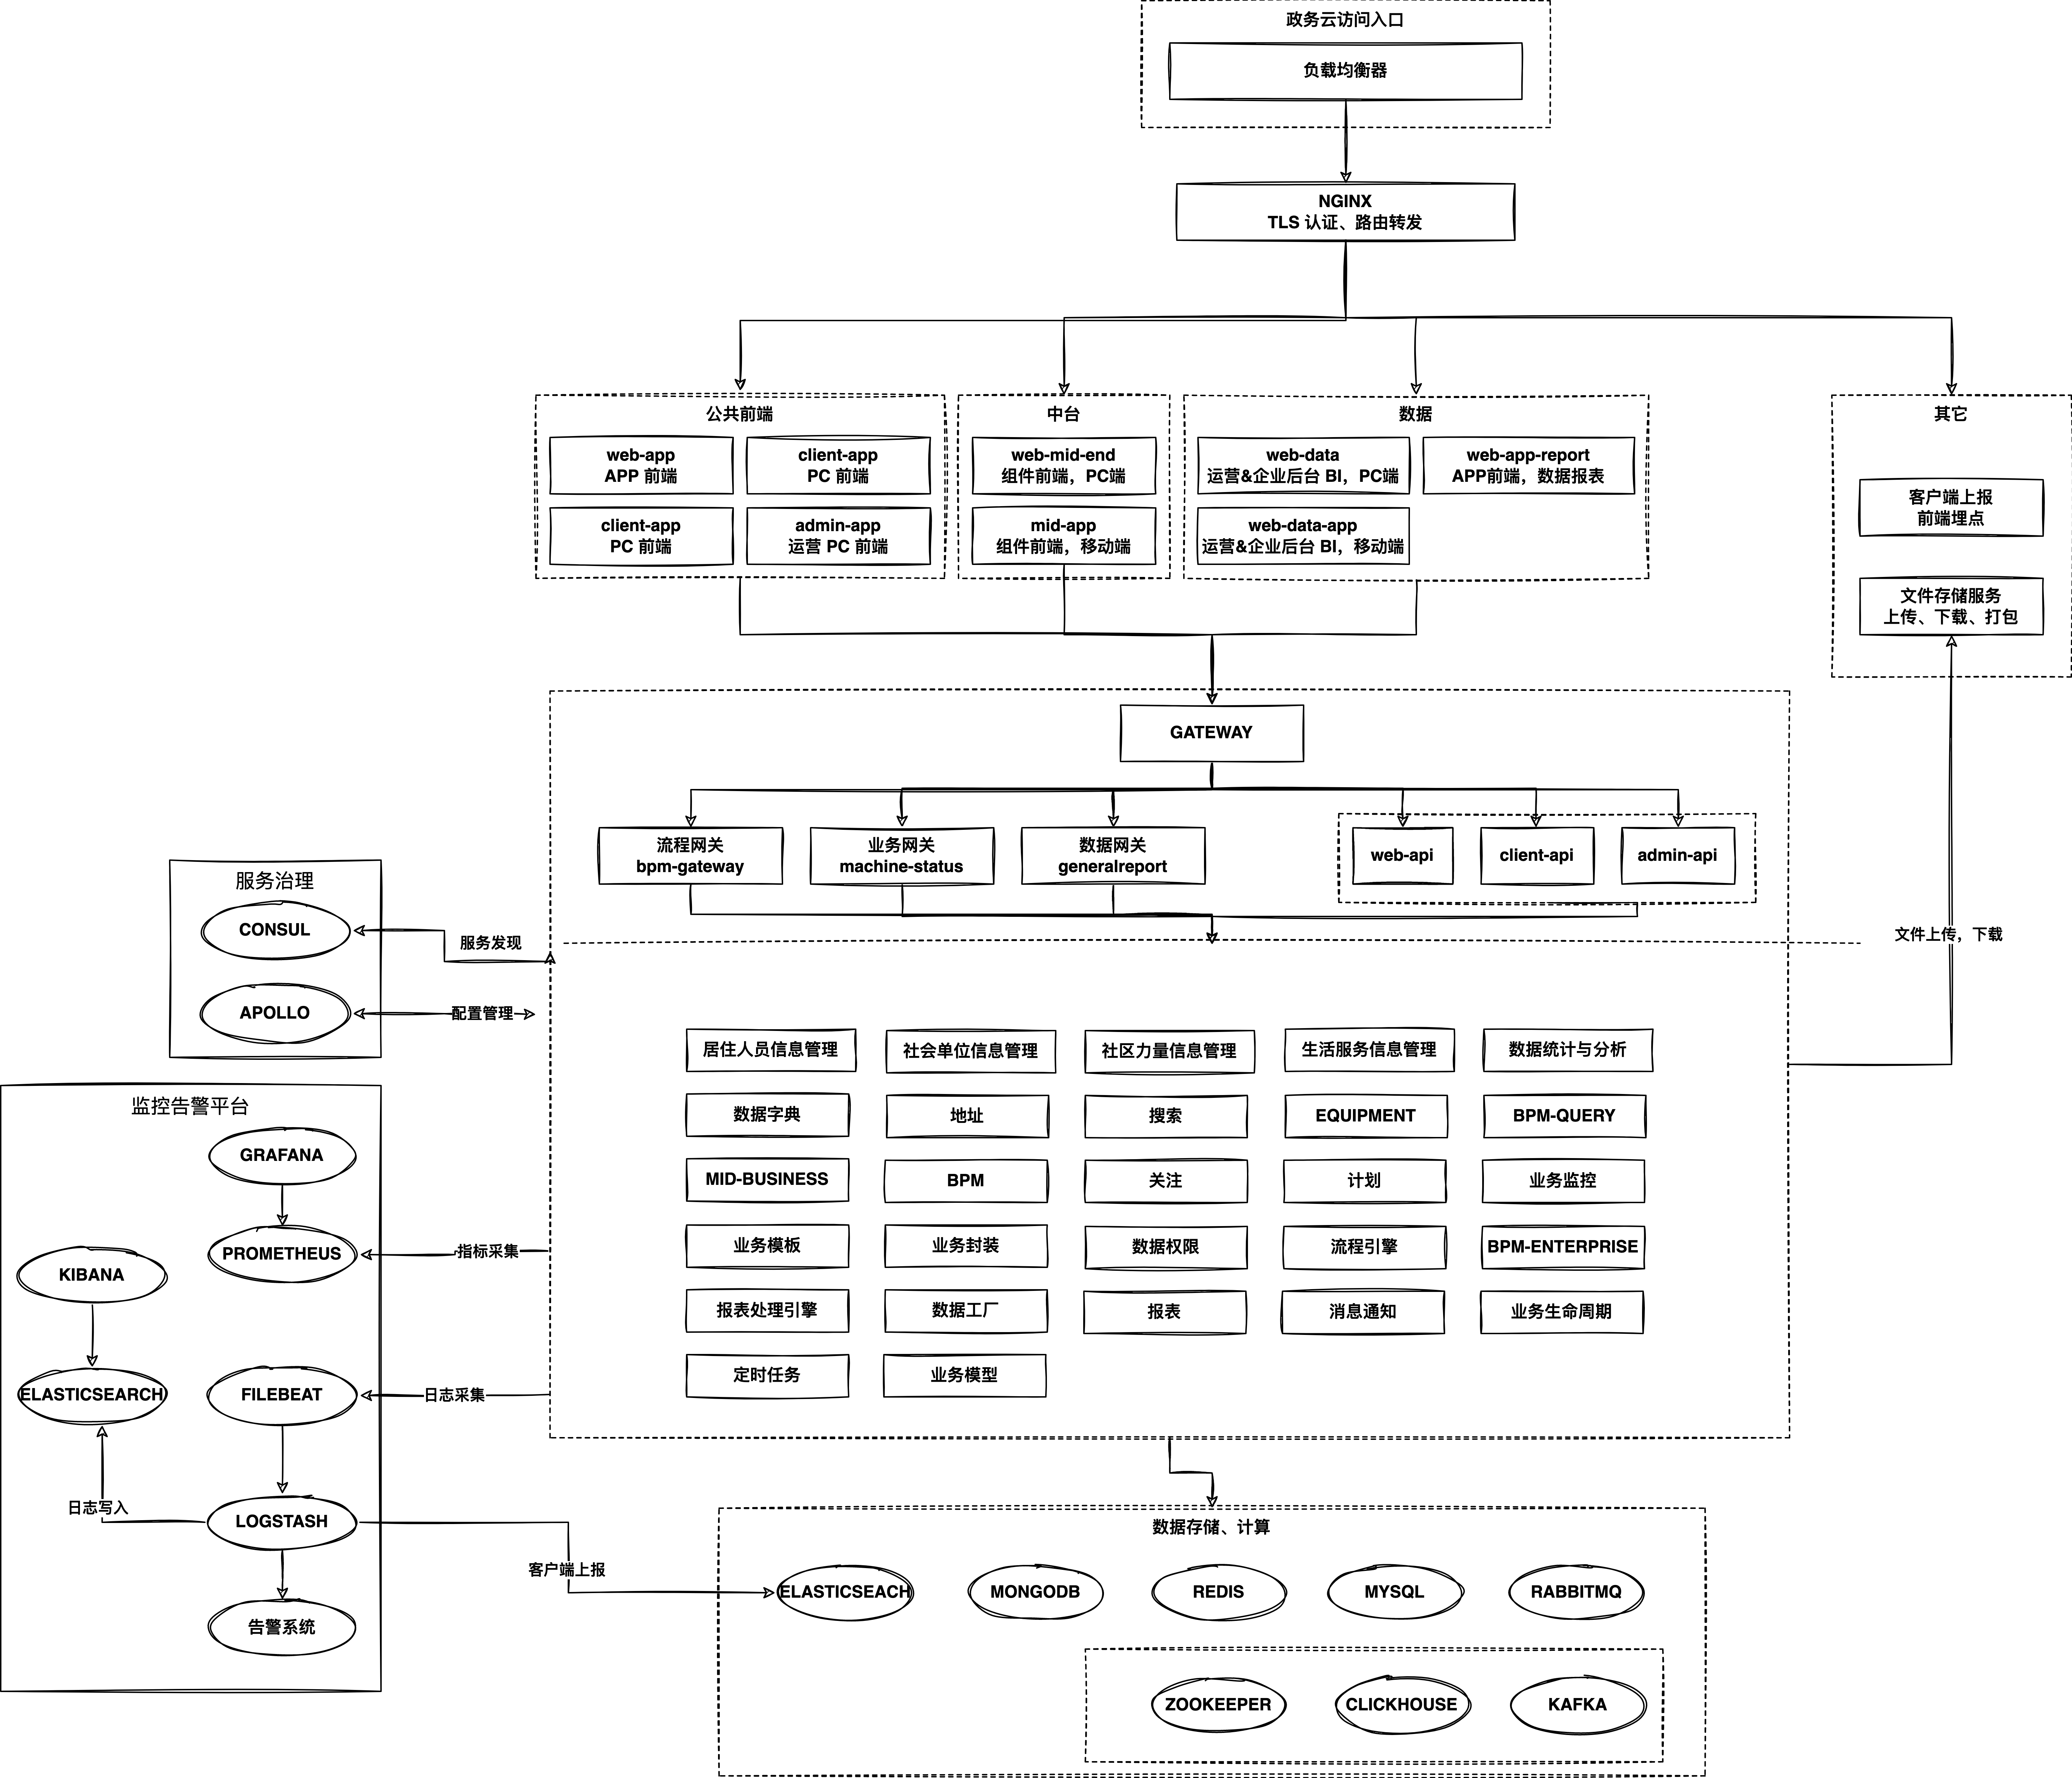 政务云访问入口
负载均衡器
NGINX
TLS 认证、路由转发
公共前端
web-app
APP 前端
client-app
PC 前端
client-app
PC 前端
admin-app
运营 PC 前端
中台
web-mid-end
组件前端，PC端
mid-app
组件前端，移动端
数据
web-data
运营&企业后台 BI，PC端
web-app-report
APP前端，数据报表
web-data-app
运营&企业后台 BI，移动端
其它
客户端上报
前端埋点
文件存储服务
上传、下载、打包
GATEWAY
流程网关
bpm-gateway
业务网关
machine-status
数据网关
generalreport
web-api
client-api
admin-api
文件上传，下载
服务治理
CONSUL
APOLLO
服务发现
配置管理
居住人员信息管理
社会单位信息管理
社区力量信息管理
生活服务信息管理
数据统计与分析
数据字典
地址
搜索
EQUIPMENT
BPM-QUERY
MID-BUSINESS
BPM
关注
计划
业务监控
业务模板
业务封装
数据权限
流程引擎
BPM-ENTERPRISE
报表处理引擎
数据工厂
报表
消息通知
业务生命周期
定时任务
业务模型
监控告警平台
GRAFANA
PROMETHEUS
指标采集
KIBANA
ELASTICSEARCH
FILEBEAT
日志采集
日志写入
LOGSTASH
告警系统
客户端上报
数据存储、计算
ELASTICSEACH
MONGODB
REDIS
MYSQL
RABBITMQ
ZOOKEEPER
CLICKHOUSE
KAFKA